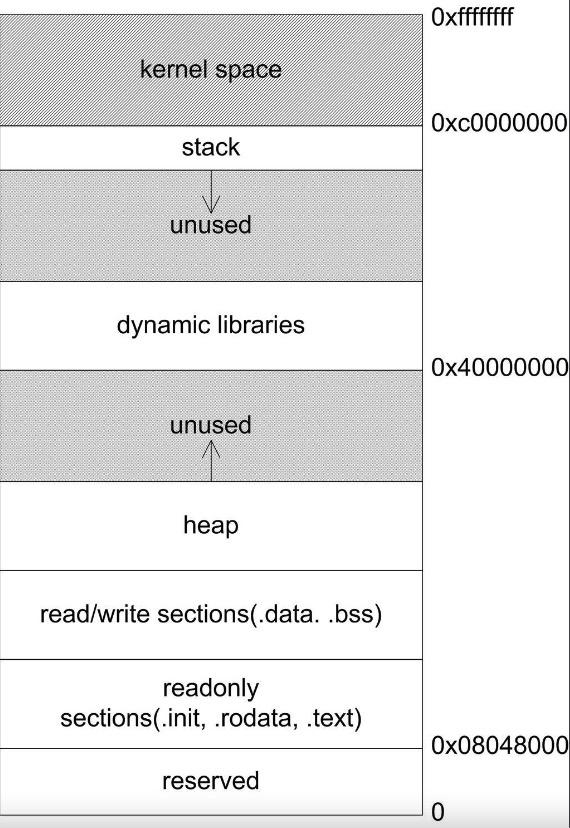 0xffffffff
kernel space
0xc0000000
stack
unused
dynamic libraries
0x40000000
unused
heap
read/write sections(.data. .bss)
readonly
sections(.init, .rodata, .text)
0x08048000
reserved
0